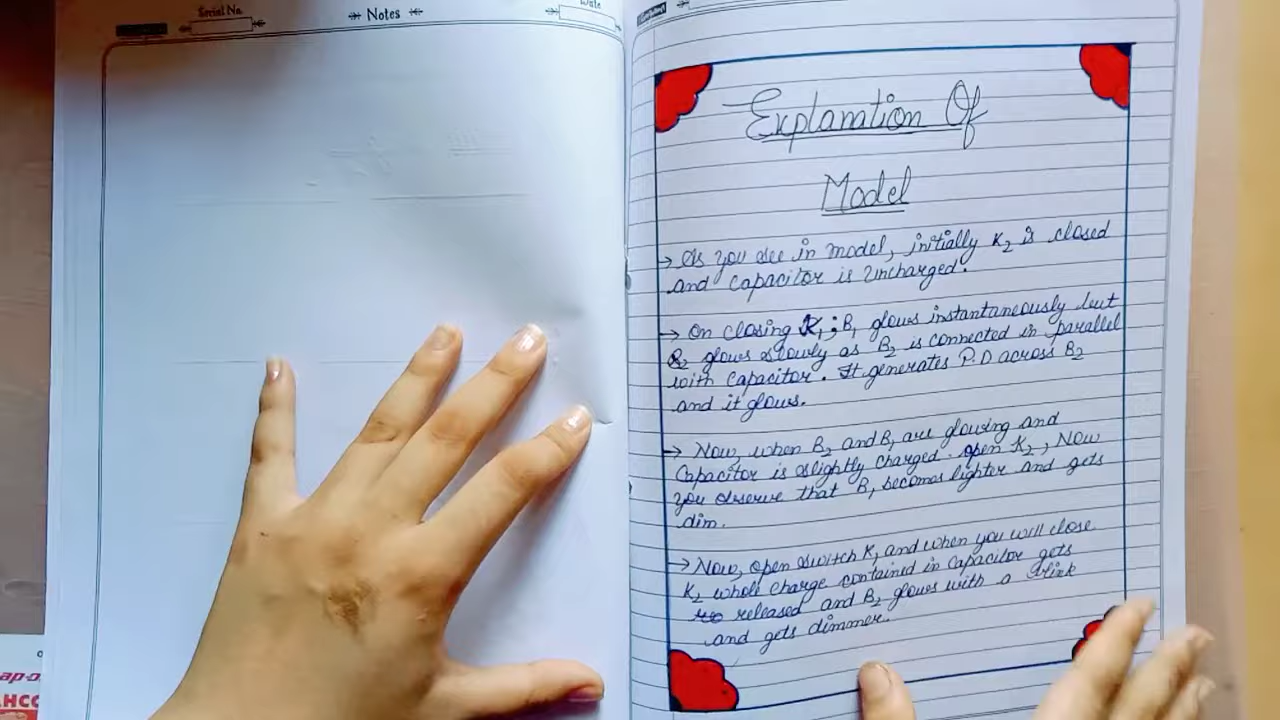 Serial No.
Notes
Date
Explanation Of
Model
→ As you see in model, initially K2 is closed
and capacitor is Uncharged.
→ On closing K1; B1 glows instantaneously but
B2 glows slowly as B2 is connected in parallel
with capacitor. It generates P.D across B2
and it glows.
→ Now, when B2 and B1 are glowing and
Capacitor is slightly charged. open K2, Now
you observe that B1 becomes lighter and gets
dim.
→ Now, open switch K1 and when you will close
K2 whole charge contained in capacitor gets
released and B2 glows with a
and gets dimmer.